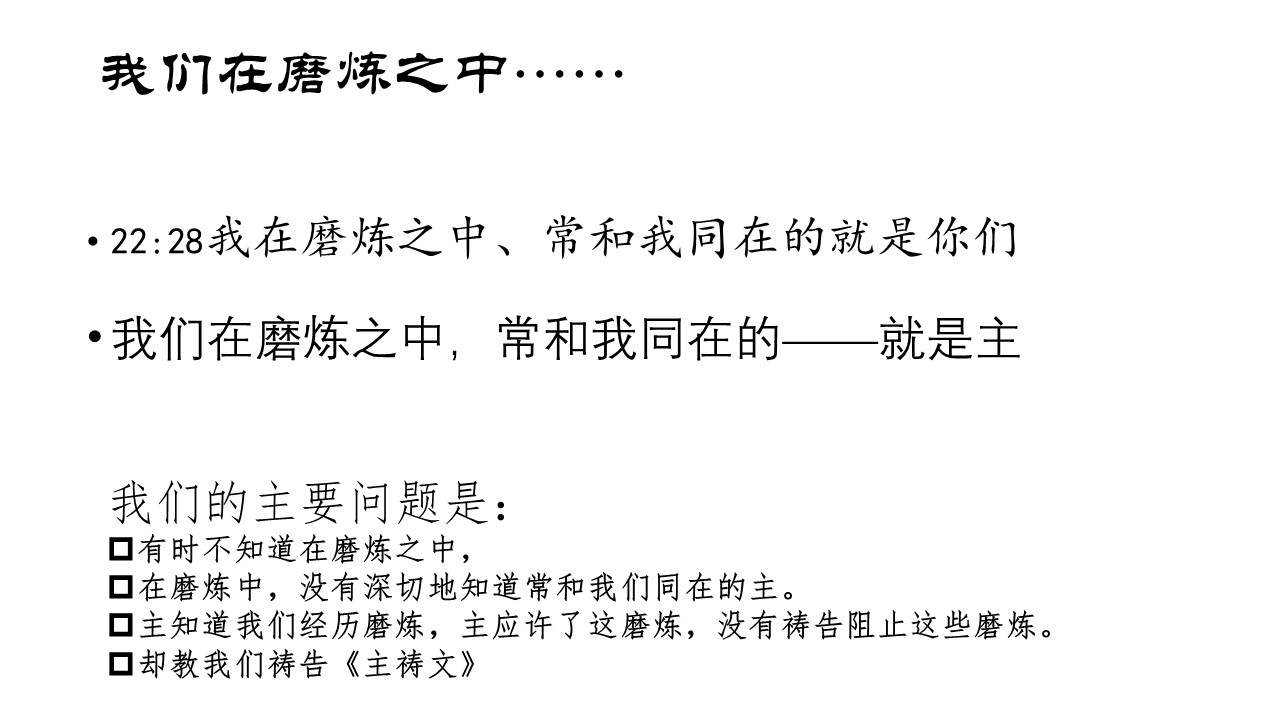 我们在磨炼之中……
• 22:28我在磨炼之中、常和我同在的就是你们
• 我们在磨炼之中，常和我同在的——就是主
我们的主要问题是：
❑有时不知道在磨炼之中，
❑在磨炼中，没有深切地知道常和我们同在的主。
❑主知道我们经历磨炼，主应许了这磨炼，没有祷告阻止这些磨炼。
❑却教我们祷告《主祷文》